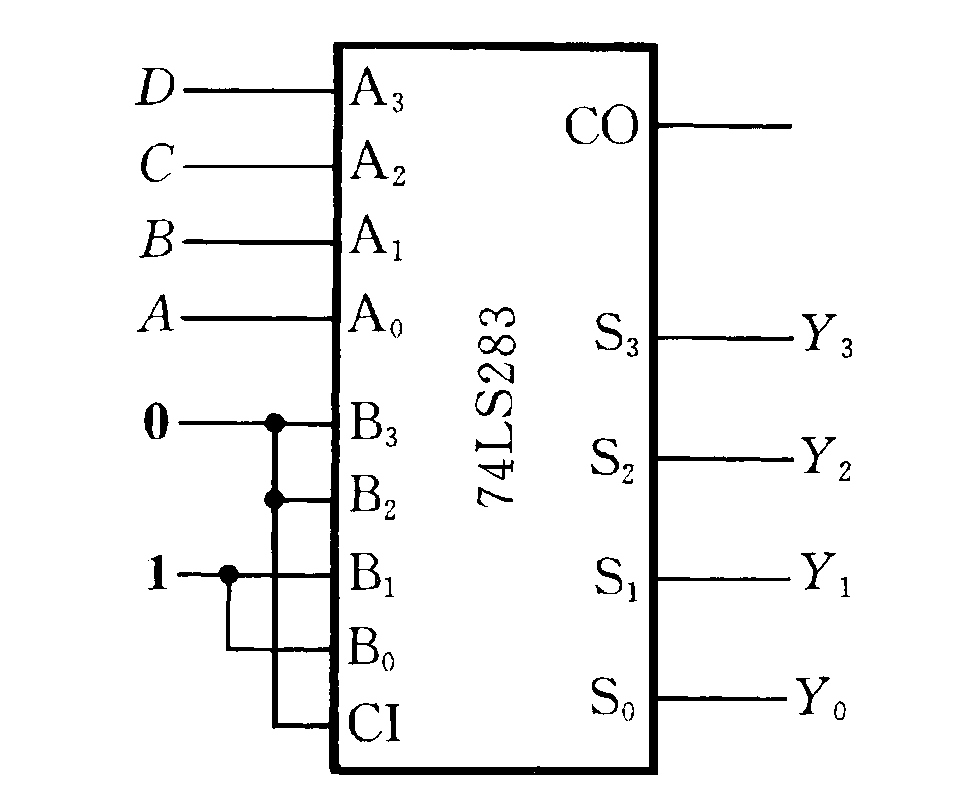 D A₃
CO
C A₂
B A₁
A A₀
74LS283
S₃ Y₃
0 B₃
S₂ Y₂
B₂
1 B₁
S₁ Y₁
B₀
S₀ Y₀
CI